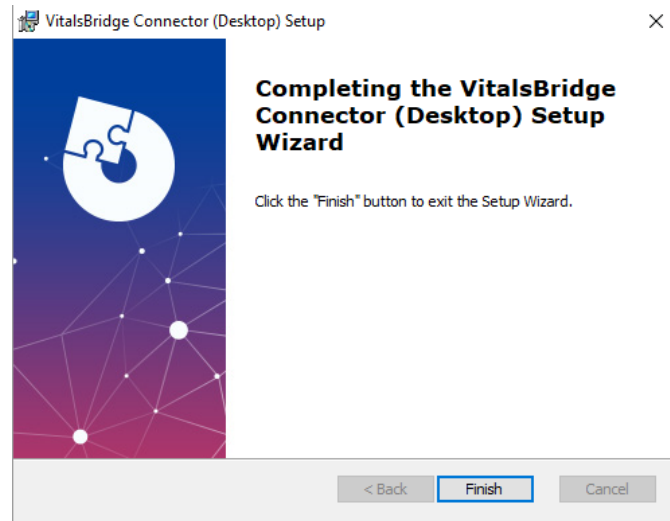 VitalsBridge Connector (Desktop) Setup
Completing the VitalsBridge
Connector (Desktop) Setup
Wizard
Click the "Finish" button to exit the Setup Wizard.
< Back
Finish
Cancel